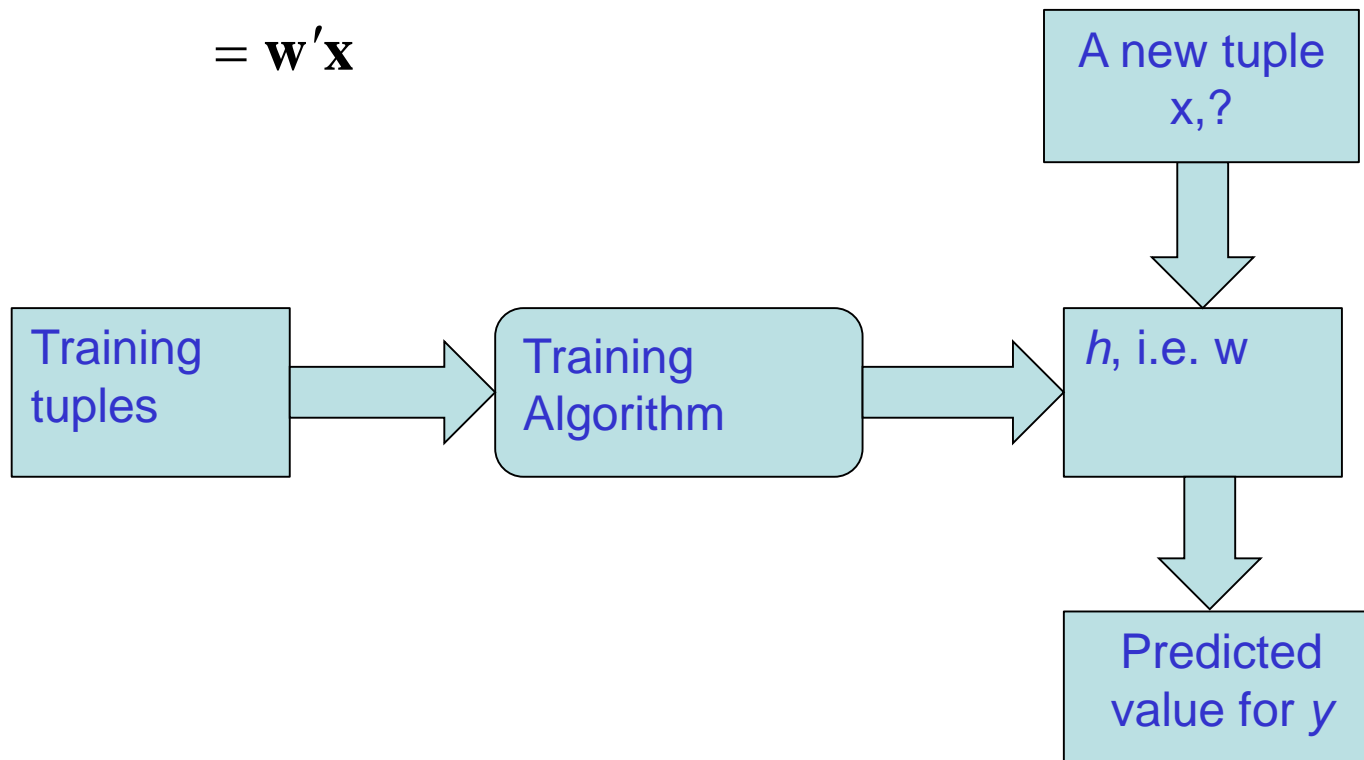 = w′x
A new tuple
x,?
Training
tuples
Training
Algorithm
h, i.e. w
Predicted
value for y